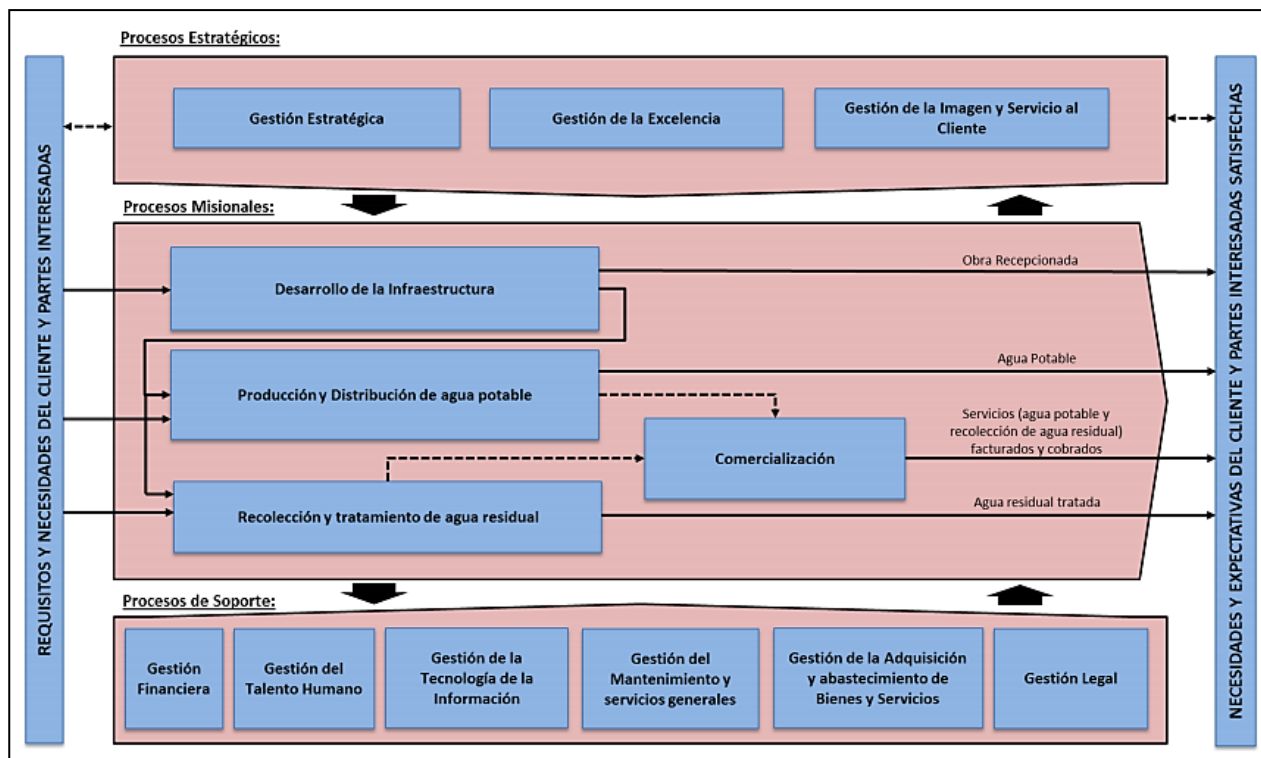 Procesos Estratégicos:
Gestión Estratégica
Gestión de la Excelencia
Gestión de la Imagen y Servicio al
Cliente
REQUISITOS Y NECESIDADES DEL CLIENTE Y PARTES INTERESADAS
Procesos Misionales:
Desarrollo de la Infraestructura
Obra Recepcionada
Producción y Distribución de agua potable
Agua Potable
Comercialización
Servicios (agua potable y
recolección de agua residual)
facturados y cobrados
Recolección y tratamiento de agua residual
Agua residual tratada
NECESIDADES Y EXPECTATIVAS DEL CLIENTE Y PARTES INTERESADAS SATISFECHAS
Procesos de Soporte:
Gestión
Financiera
Gestión del
Talento Humano
Gestión de la
Tecnología de la
Información
Gestión del
Mantenimiento y
servicios generales
Gestión de la Adquisición
y abastecimiento de
Bienes y Servicios
Gestión Legal